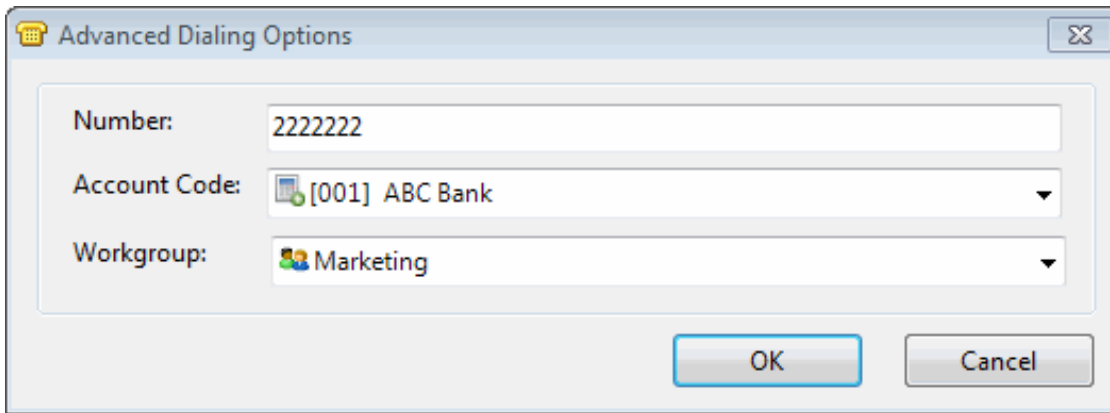 Advanced Dialing Options
Number: 2222222
Account Code: [001] ABC Bank
Workgroup: Marketing
OK Cancel